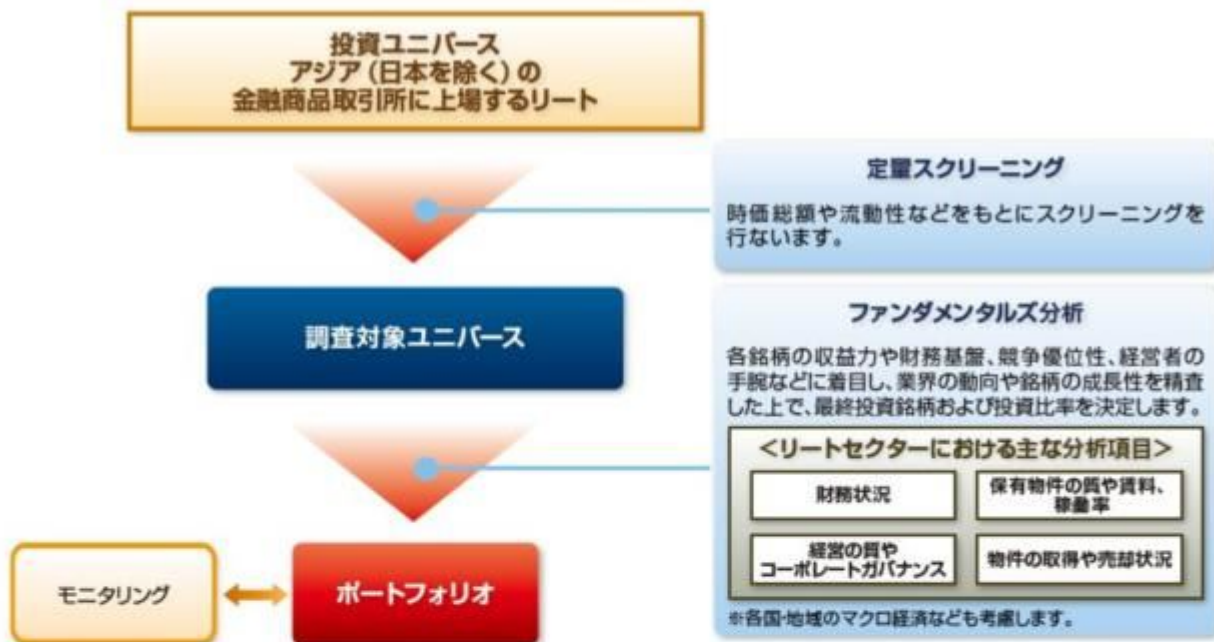 投資ユニバース
アジア(日本を除く)の
金融商品取引所に上場するリート
定量スクリーニング
時価総額や流動性などをもとにスクリーニングを
行ないます。
調査対象ユニバース
ファンダメンタルズ分析
各銘柄の収益力や財務基盤、競争優位性、経営者の
手腕などに着目し、業界の動向や銘柄の成長性を精査
した上で、最終投資銘柄および投資比率を決定します。
＜リートセクターにおける主な分析項目＞
財務状況
保有物件の質や賃料、
稼働率
経営の質や
コーポレートガバナンス
物件の取得や売却状況
※各国・地域のマクロ経済なども考慮します。
モニタリング
ポートフォリオ